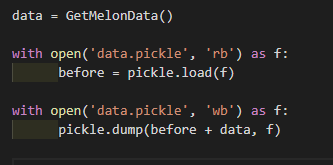 data = GetMelonData()
with open('data.pickle', 'rb') as f:
before = pickle.load(f)
with open('data.pickle', 'wb') as f:
pickle.dump(before + data, f)